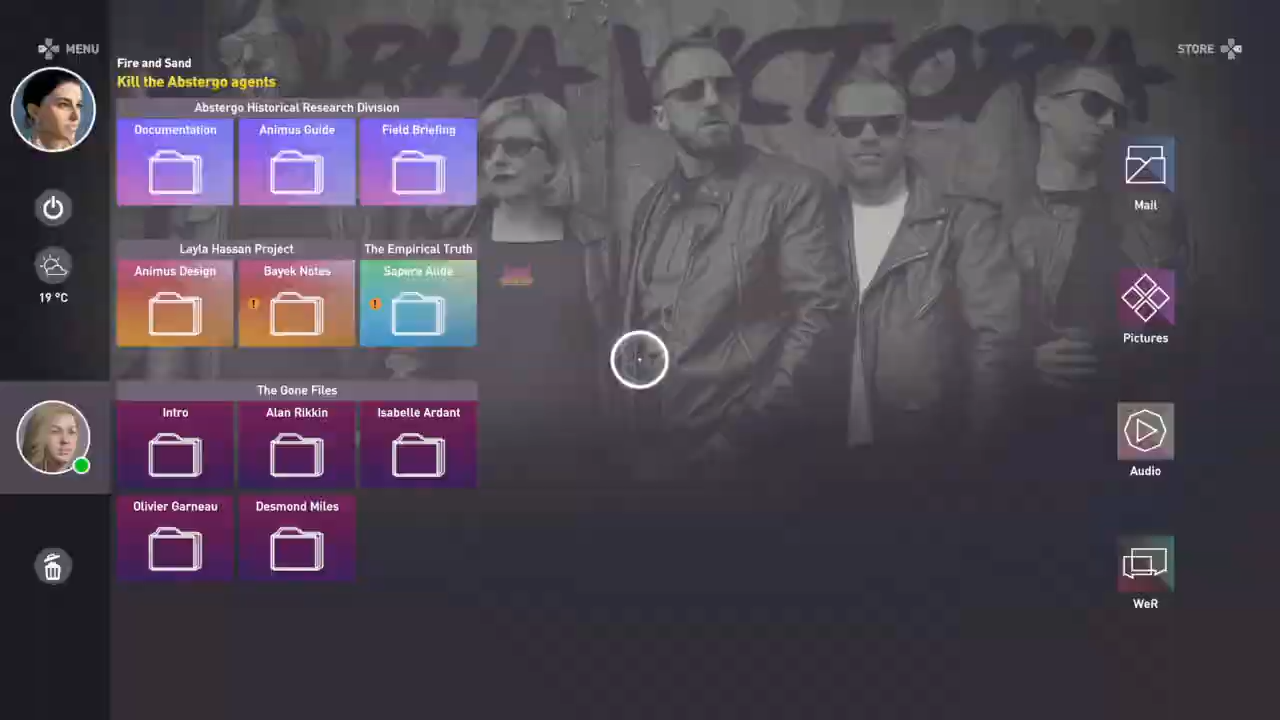 MENU
STORE
Fire and Sand
Kill the Abstergo agents
Abstergo Historical Research Division
Documentation
Animus Guide
Field Briefing
Layla Hassan Project
The Empirical Truth
Animus Design
Bayek Notes
Sapere Aude
!
!
19 °C
The Gone Files
Intro
Alan Rikkin
Isabelle Ardant
Olivier Garneau
Desmond Miles
Mail
Pictures
Audio
WeR